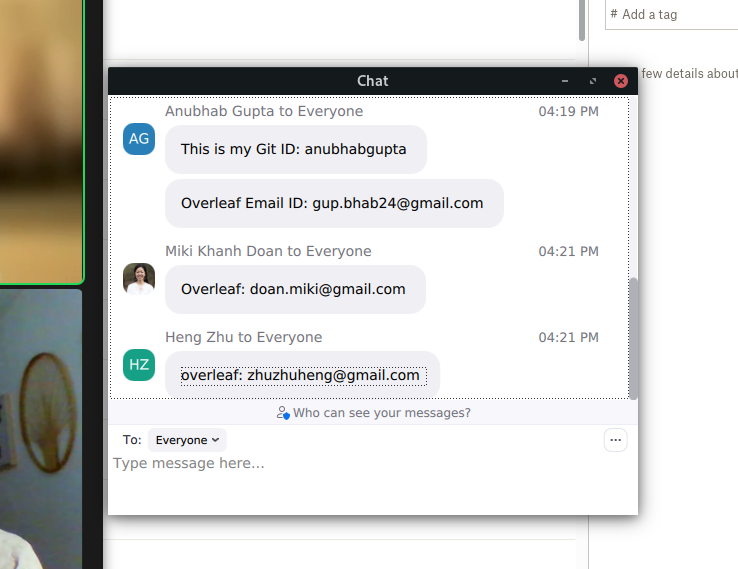 # Add a tag
few details about
Chat
Anubhab Gupta to Everyone 04:19 PM
AG
This is my Git ID: anubhabgupta
Overleaf Email ID: gup.bhab24@gmail.com
Miki Khanh Doan to Everyone 04:21 PM
Overleaf: doan.miki@gmail.com
Heng Zhu to Everyone 04:21 PM
HZ
overleaf: zhuzhuheng@gmail.com
Who can see your messages?
To: Everyone
Type message here...